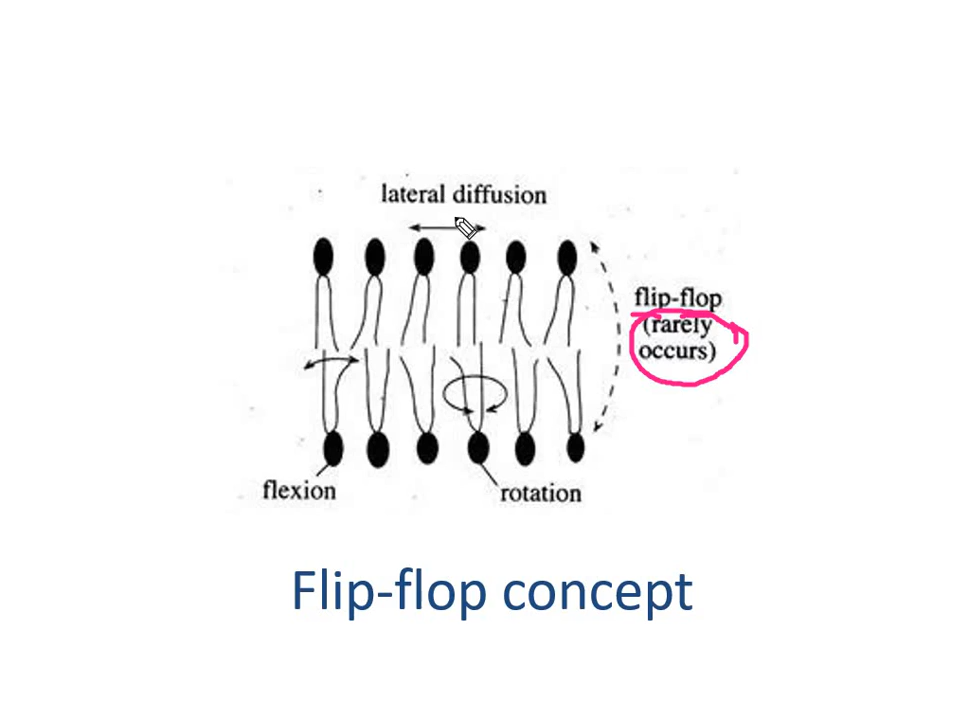 lateral diffusion
flip-flop
(rarely
occurs)
flexion
rotation
Flip-flop concept